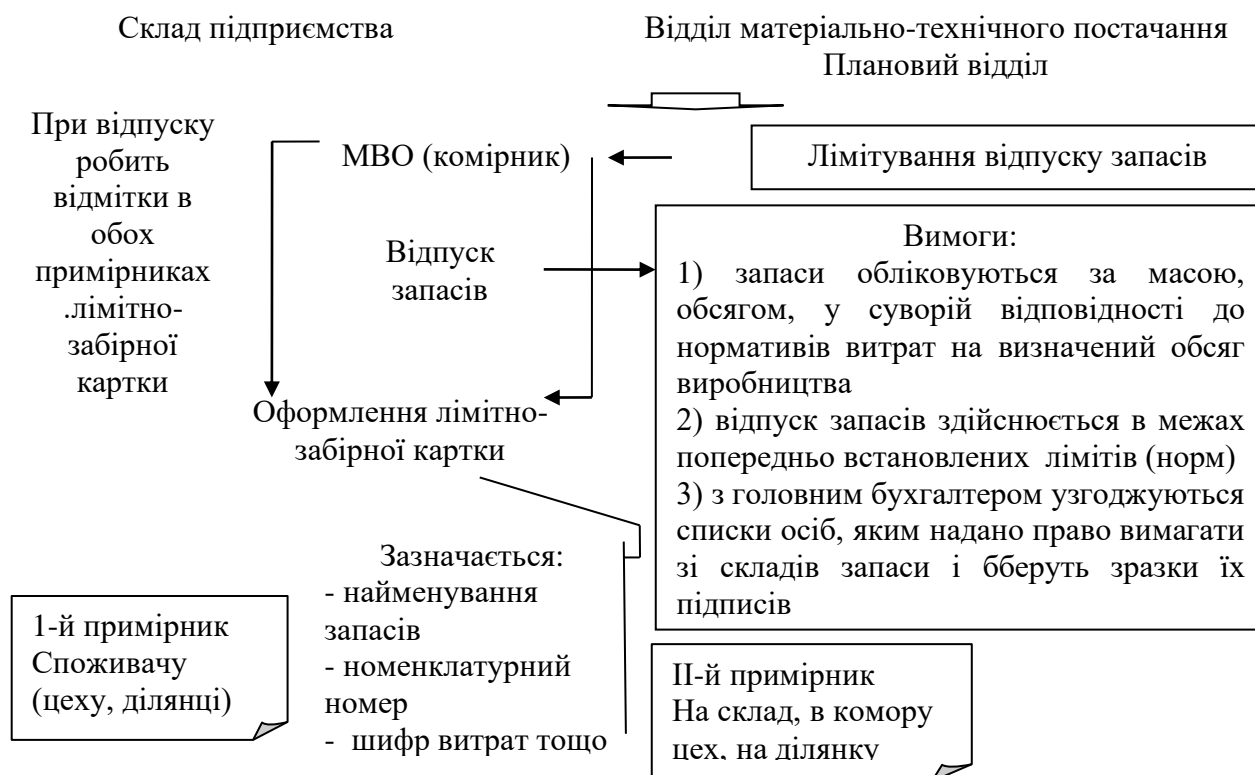 Склад підприємства
Відділ матеріально-технічного постачання
Плановий відділ
При відпуску
робить
відмітки в
обох
примірниках
.лімітно-
забірної
картки
МВО (комірник)
Лімітування відпуску запасів
Відпуск
запасів
Вимоги:
1) запаси обліковуються за масою,
обсягом, у суворій відповідності до
нормативів витрат на визначений обсяг
виробництва
2) відпуск запасів здійснюється в межах
попередньо встановлених лімітів (норм)
3) з головним бухгалтером узгоджуються
списки осіб, яким надано право вимагати
зі складів запаси і бберуть зразки їх
підписів
Оформлення лімітно-
забірної картки
Зазначається:
- найменування
запасів
- номенклатурний
номер
- шифр витрат тощо
1-й примірник
Споживачу
(цеху, ділянці)
ІІ-й примірник
На склад, в комору
цех, на ділянку